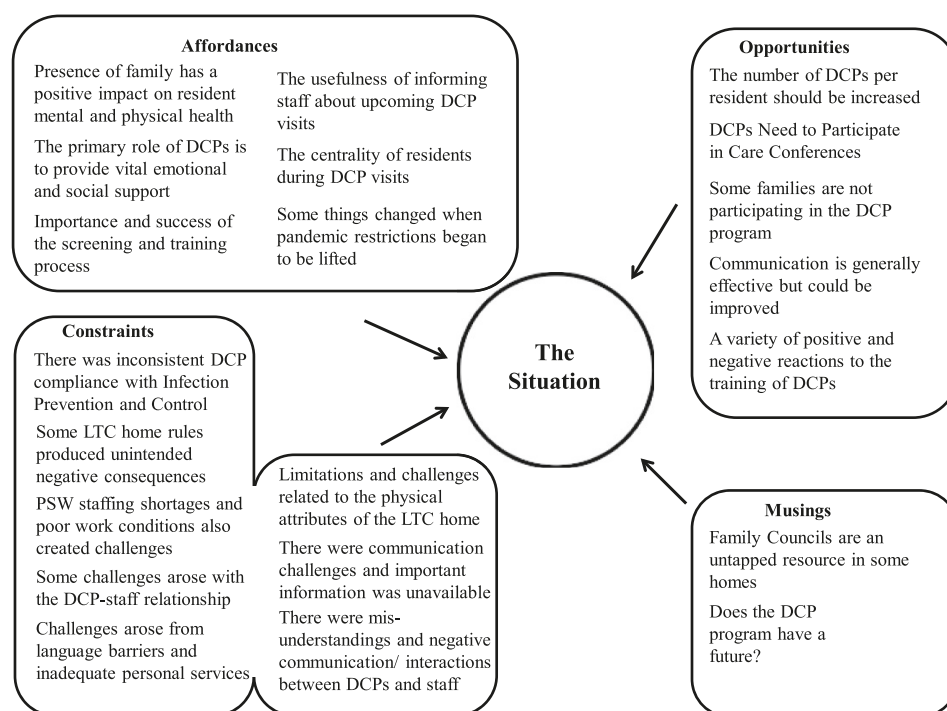 Affordances
Presence of family has a
positive impact on resident
mental and physical health
The primary role of DCPs is
to provide vital emotional
and social support
Importance and success of
the screening and training
process
The usefulness of informing
staff about upcoming DCP
visits
The centrality of residents
during DCP visits
Some things changed when
pandemic restrictions began
to be lifted
Opportunities
The number of DCPs per
resident should be increased
DCPs Need to Participate
in Care Conferences
Some families are not
participating in the DCP
program
Communication is generally
effective but could be
improved
A variety of positive and
negative reactions to the
training of DCPs
The
Situation
Constraints
There was inconsistent DCP
compliance with Infection
Prevention and Control
Some LTC home rules
produced unintended
negative consequences
PSW staffing shortages and
poor work conditions also
created challenges
Some challenges arose with
the DCP-staff relationship
Challenges arose from
language barriers and
inadequate personal services
Limitations and challenges
related to the physical
attributes of the LTC home
There were communication
challenges and important
information was unavailable
There were mis-
understandings and negative
communication/ interactions
between DCPs and staff
Musings
Family Councils are an
untapped resource in some
homes
Does the DCP
program have a
future?